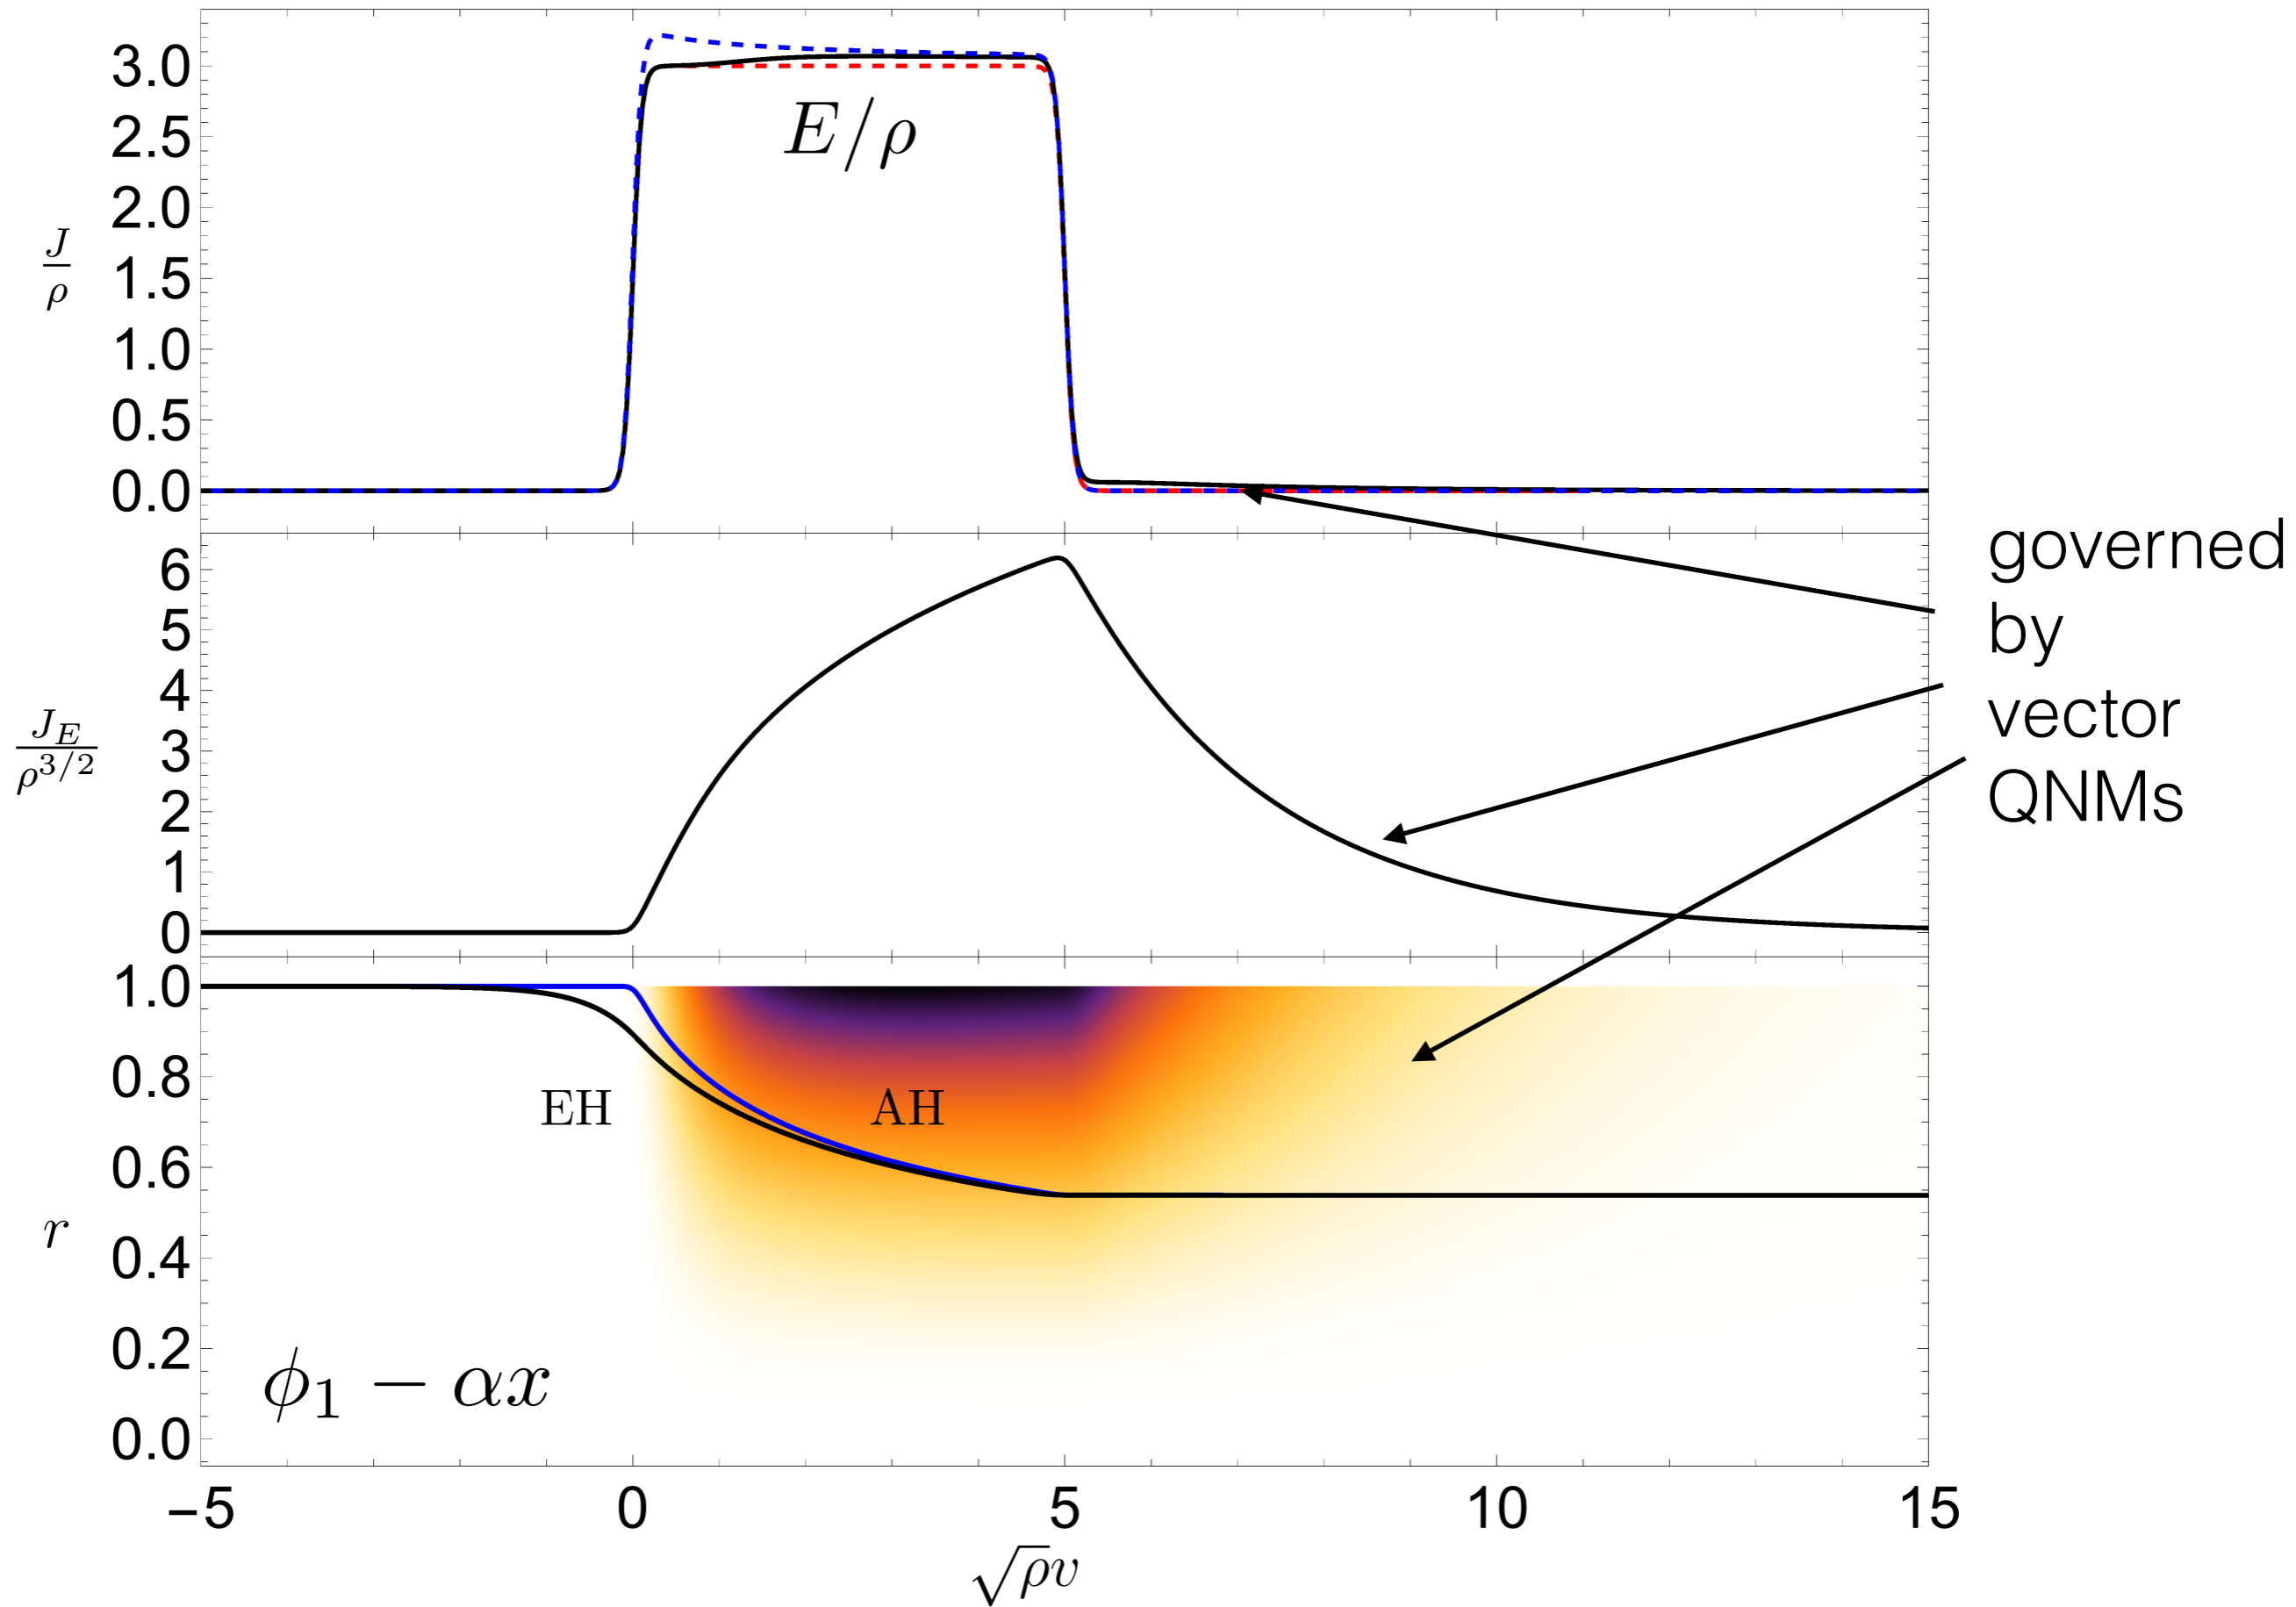 3.0
2.5
2.0
1.5
1.0
0.5
0.0
J/ρ
E/ρ
6
5
4
3
2
1
0
J_E/ρ^{3/2}
governed
by
vector
QNMs
1.0
0.8
0.6
0.4
0.2
0.0
r
EH
AH
ϕ₁ − αx
−5 0 5 10 15
√ρv